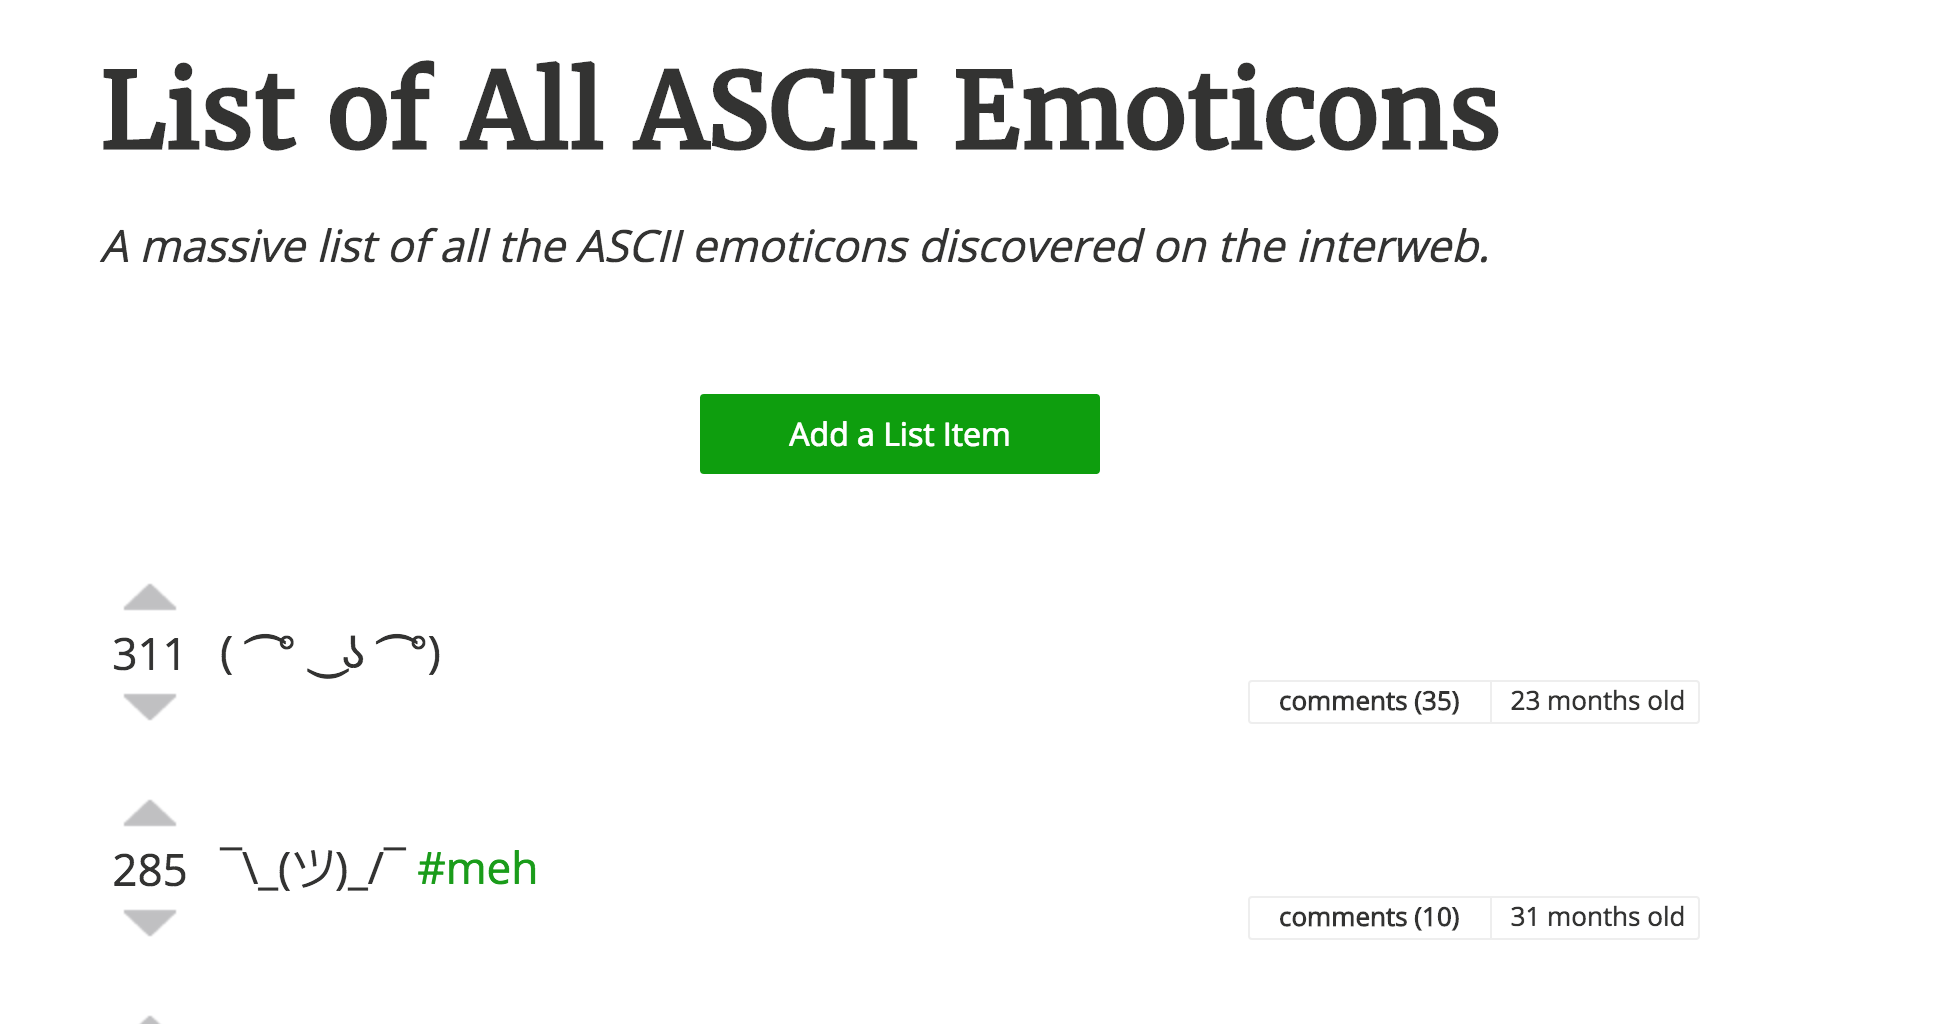 List of All ASCII Emoticons
A massive list of all the ASCII emoticons discovered on the interweb.
Add a List Item
311 ( ͡° ͜ʖ ͡°)
comments (35) 23 months old
285 ¯\_(ツ)_/¯ #meh
comments (10) 31 months old